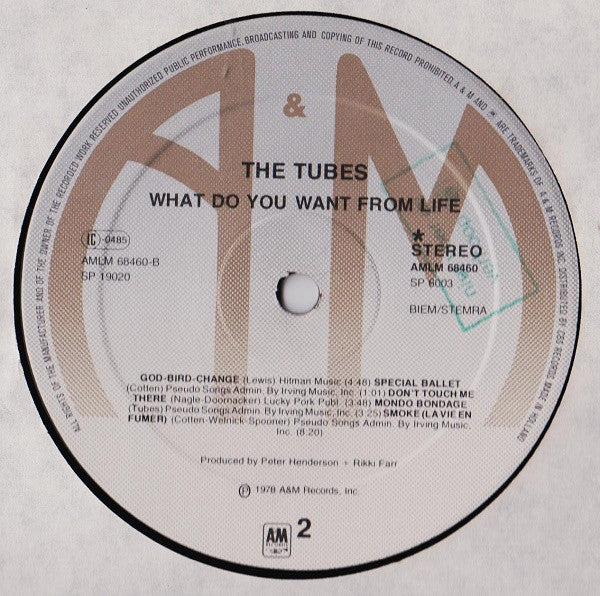 ALL RIGHTS OF THE MANUFACTURER AND OF THE OWNER OF THE RECORDED WORK RESERVED UNAUTHORIZED PUBLIC PERFORMANCE, BROADCASTING AND COPYING OF THIS RECORD PROHIBITED. A & M AND ARE TRADEMARKS OF A & M RECORDS INC DISTRIBUTED BY CBS RECORDS. MADE IN HOLLAND
A & M
THE TUBES
WHAT DO YOU WANT FROM LIFE
IC -0485
AMLM 68460-B
SP 19020
*
STEREO
AMLM 68460
SP 6003
BIEM/STEMRA
GOD-BIRD-CHANGE (Lewis) Hitman Music (4:48) SPECIAL BALLET
(Cotten) Pseudo Songs Admin. By Irving Music, Inc. (1:01) DON'T TOUCH ME
THERE (Nagle-Doornacker) Lucky Pork Publ. (3:48) MONDO BONDAGE
(Tubes) Pseudo Songs Admin. By Irving Music, Inc. (3:25) SMOKE (LA VIE EN
FUMER) (Cotten-Welnick-Spooner) Pseudo Songs Admin. By Irving Music,
Inc. (8:20)
Produced by Peter Henderson + Rikki Farr
Ⓟ 1978 A&M Records, Inc.
AM
RECORDS
2